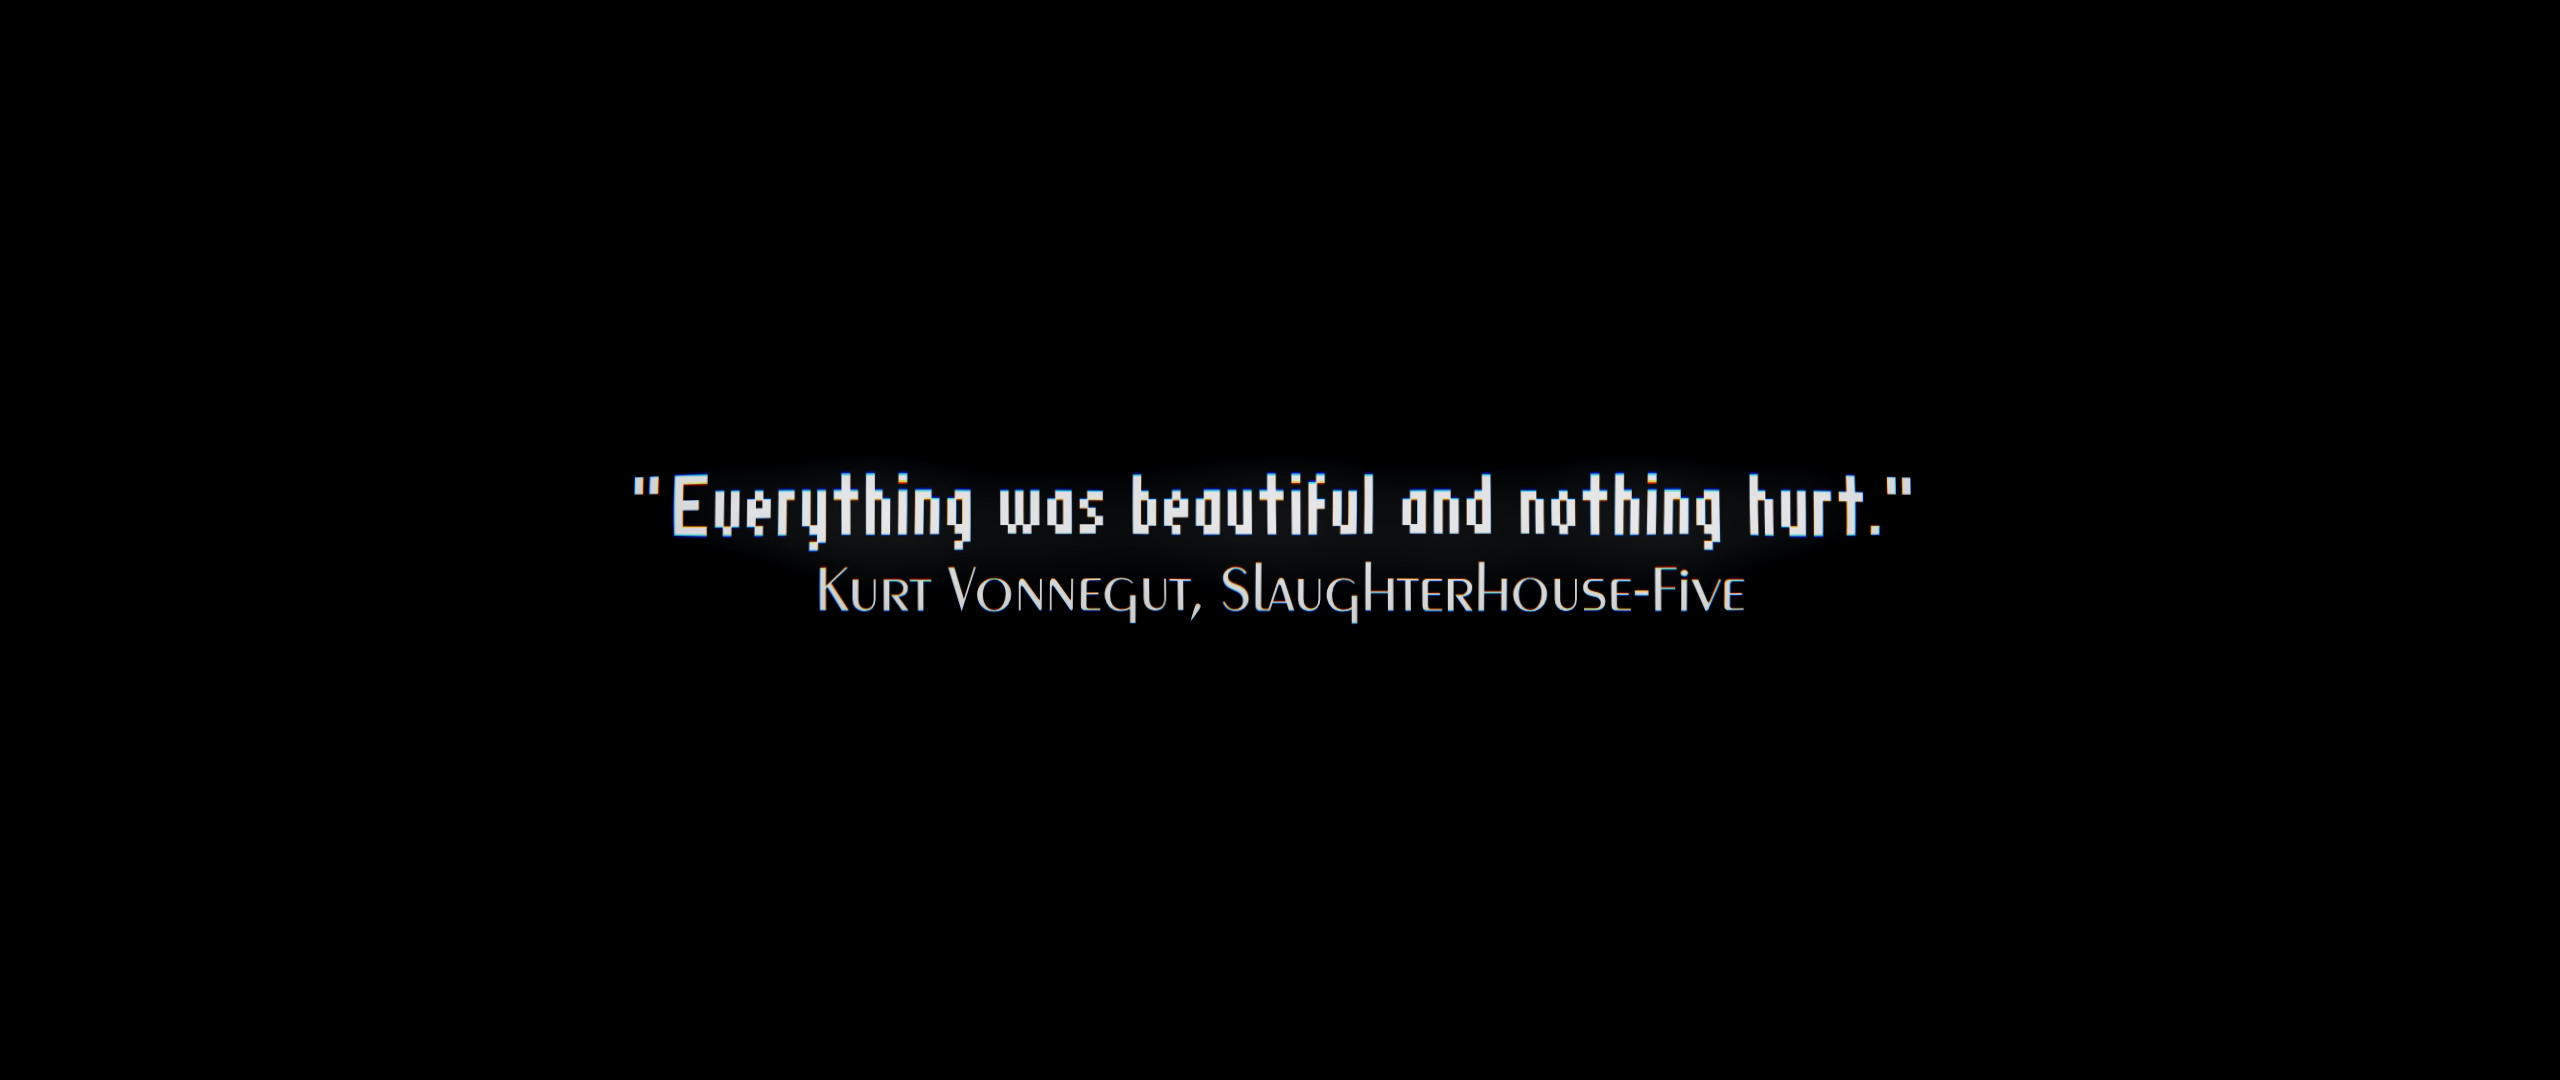 "Everything was beautiful and nothing hurt."
Kurt Vonnegut, Slaughterhouse-Five